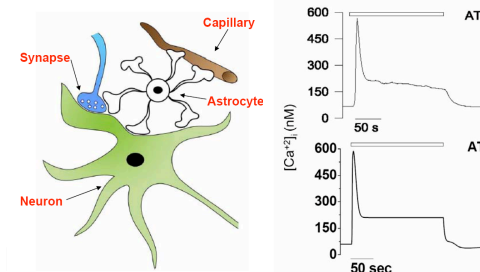 Capillary
Synapse
Astrocyte
Neuron
600
450
300
150
0
50 s
[Ca+2]i (nM)
600
450
300
150
0
50 sec